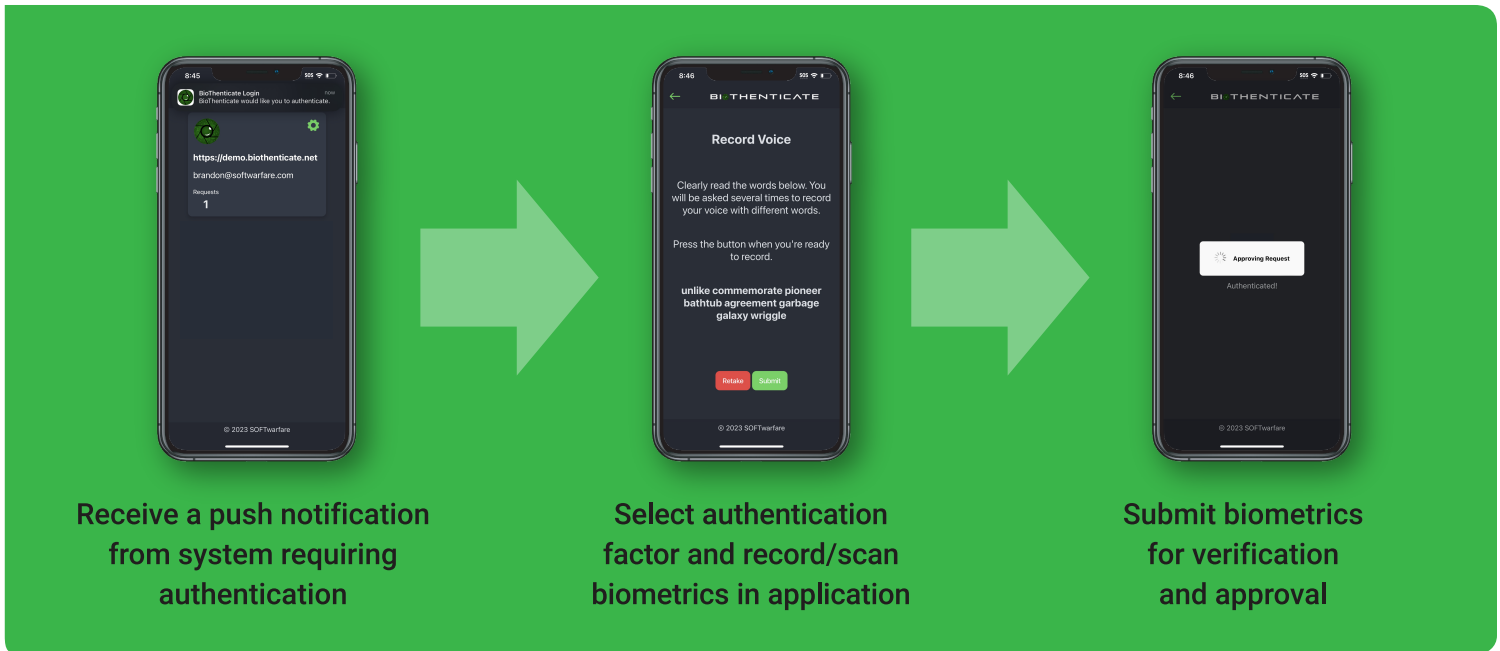 8:45
SOS
BioThenticate Login
now
BioThenticate would like you to authenticate.
https://demo.biothenticate.net
brandon@softwarfare.com
Requests
1
© 2023 SOFTwarfare
Receive a push notification
from system requiring
authentication
8:46
SOS
BIOTHENTICATE
Record Voice
Clearly read the words below. You
will be asked several times to record
your voice with different words.
Press the button when you're ready
to record.
unlike commemorate pioneer
bathtub agreement garbage
galaxy wriggle
Retake
Submit
© 2023 SOFTwarfare
Select authentication
factor and record/scan
biometrics in application
8:46
SOS
BIOTHENTICATE
Approving Request
Authenticated!
© 2023 SOFTwarfare
Submit biometrics
for verification
and approval